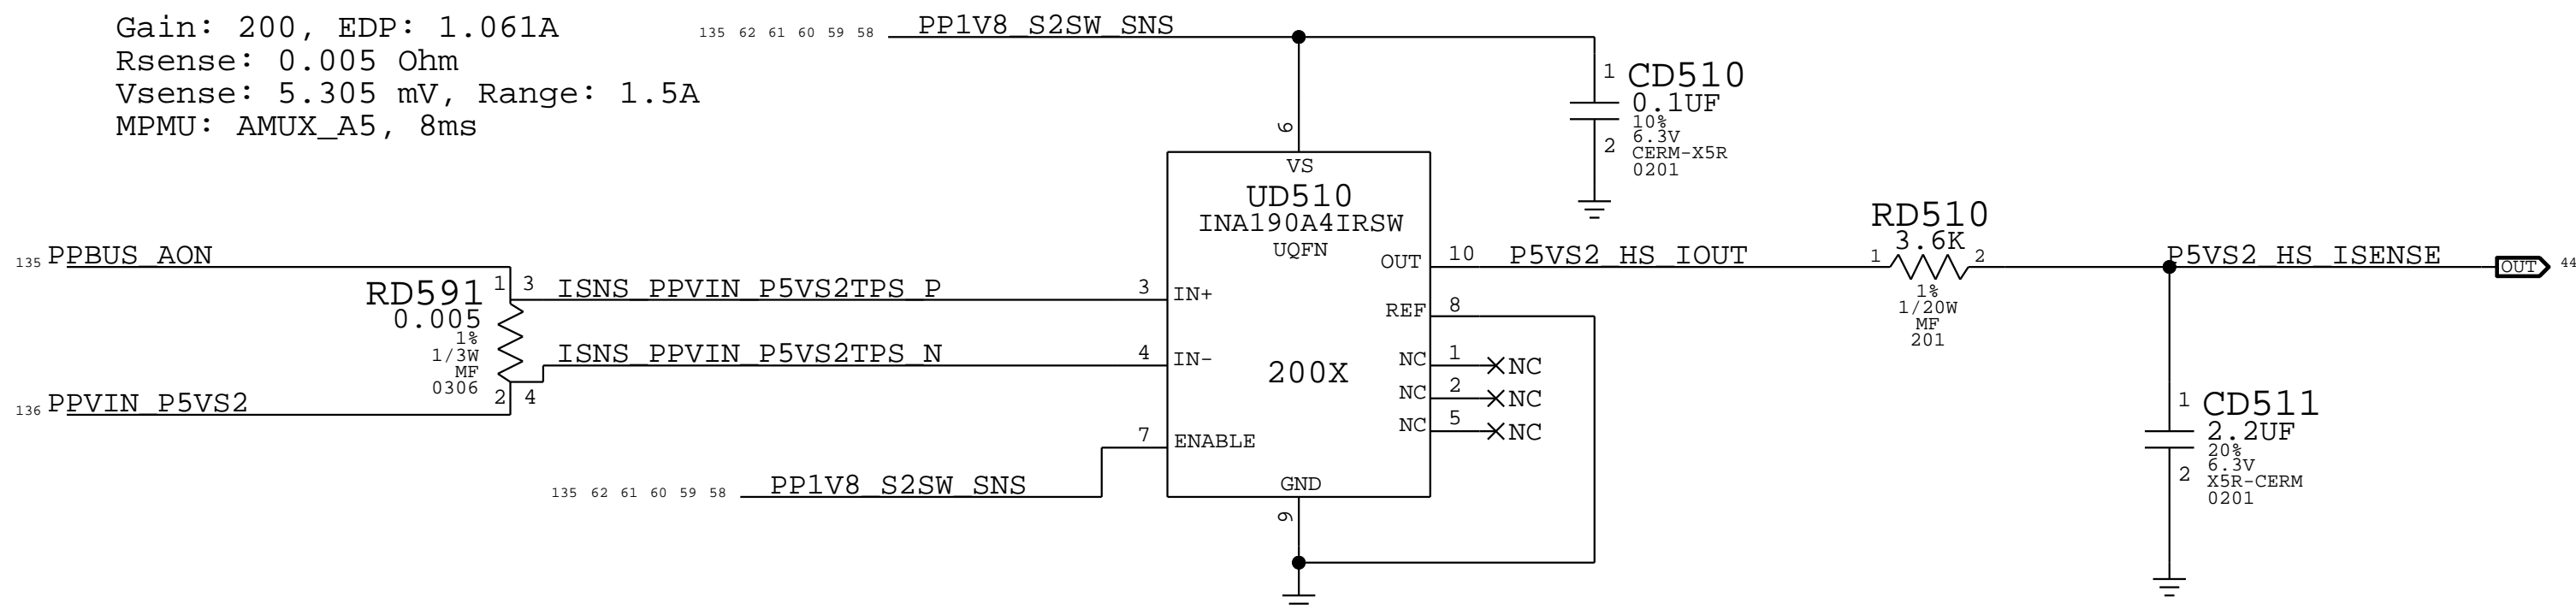 Gain: 200, EDP: 1.061A
Rsense: 0.005 Ohm
Vsense: 5.305 mV, Range: 1.5A
MPMU: AMUX_A5, 8ms
135 62 61 60 59 58 PP1V8_S2SW_SNS
1 CD510
0.1UF
10%
6.3V
2 CERM-X5R
0201
6
VS
UD510
INA190A4IRSW
UQFN
200X
135 PPBUS_AON
1 3
RD591
0.005
1%
1/3W
MF
0306
2 4
136 PPVIN_P5VS2
ISNS_PPVIN_P5VS2TPS_P 3 IN+
ISNS_PPVIN_P5VS2TPS_N 4 IN-
7 ENABLE
135 62 61 60 59 58 PP1V8_S2SW_SNS
GND
9
OUT 10 P5VS2_HS_IOUT
REF 8
NC 1 NC
NC 2 NC
NC 5 NC
RD510
1 3.6K 2
1%
1/20W
MF
201
P5VS2_HS_ISENSE OUT 44
1 CD511
2.2UF
20%
6.3V
2 X5R-CERM
0201